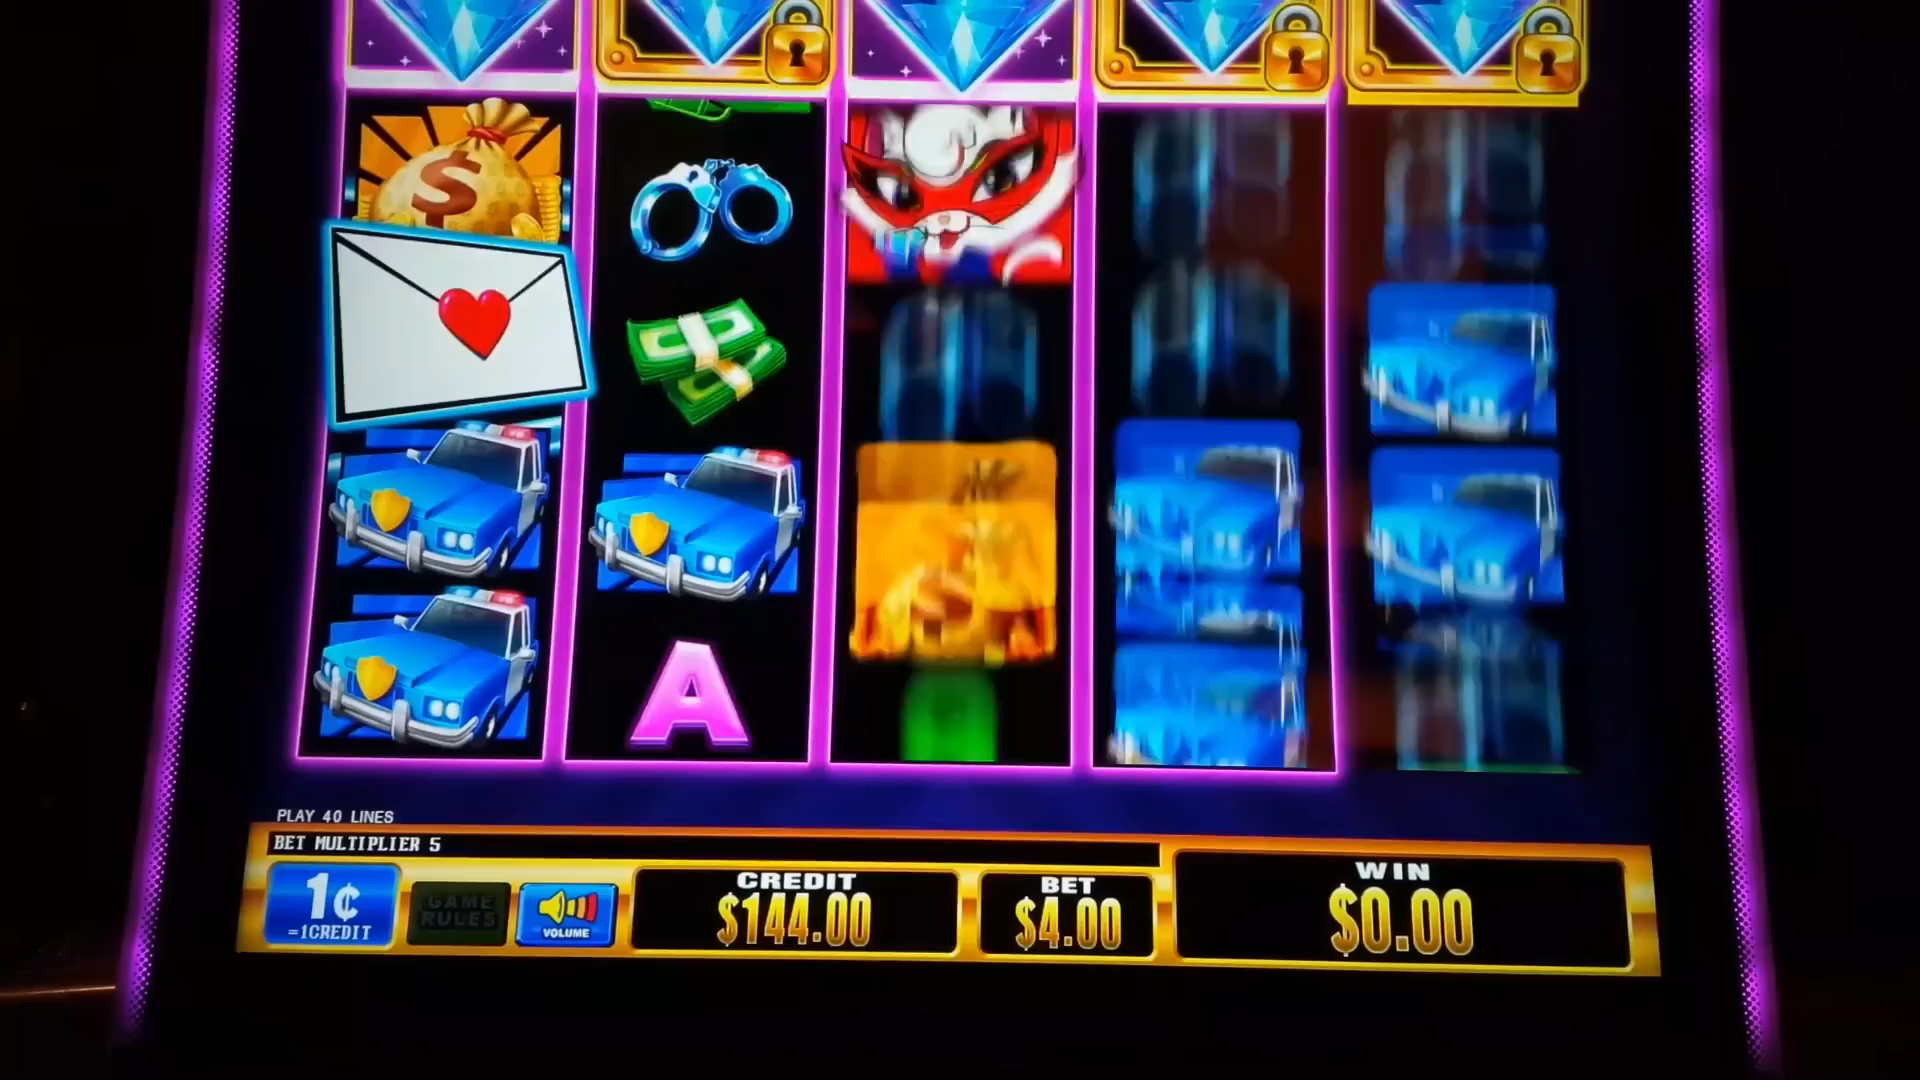 $
A
PLAY 40 LINES
BET MULTIPLIER 5
1¢
=1CREDIT
GAME
RULES
VOLUME
CREDIT
$144.00
BET
$4.00
WIN
$0.00